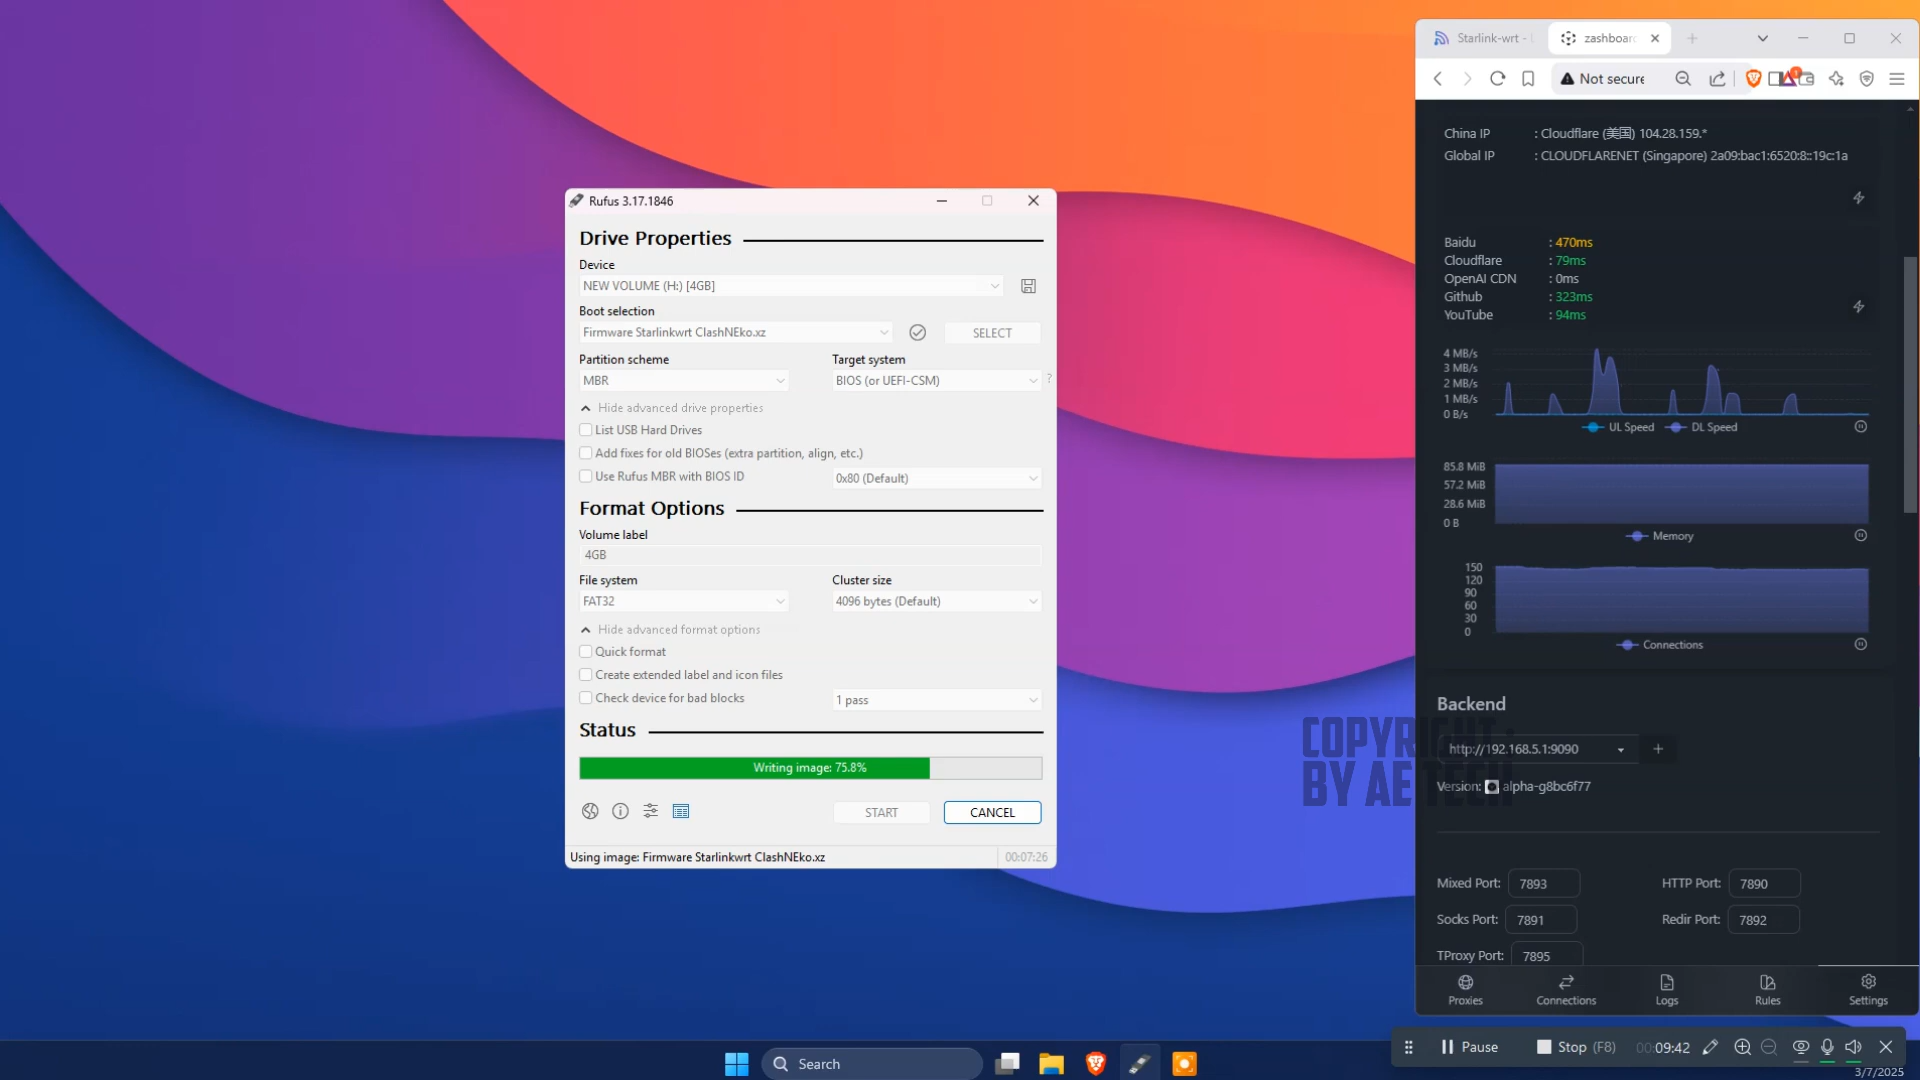 Rufus 3.17.1846
Drive Properties
Device
NEW VOLUME (H:) [4GB]
Boot selection
Firmware Starlinkwrt ClashNEko.xz
SELECT
Partition scheme
Target system
MBR
BIOS (or UEFI-CSM)
?
Hide advanced drive properties
List USB Hard Drives
Add fixes for old BIOSes (extra partition, align, etc.)
Use Rufus MBR with BIOS ID
0x80 (Default)
Format Options
Volume label
4GB
File system
Cluster size
FAT32
4096 bytes (Default)
Hide advanced format options
Quick format
Create extended label and icon files
Check device for bad blocks
1 pass
Status
Writing image: 75.8%
START
CANCEL
Using image: Firmware Starlinkwrt ClashNEko.xz
00:07:26
Starlink-wrt -
zashboar
Not secure
1
China IP : Cloudflare (美国) 104.28.159.*
Global IP : CLOUDFLARENET (Singapore) 2a09:bac1:6520:8::19c:1a
Baidu : 470ms
Cloudflare : 79ms
OpenAI CDN : 0ms
Github : 323ms
YouTube : 94ms
4 MB/s
3 MB/s
2 MB/s
1 MB/s
0 B/s
UL Speed DL Speed
85.8 MiB
57.2 MiB
28.6 MiB
0 B
Memory
150
120
90
60
30
0
Connections
Backend
http://192.168.5.1:9090
Version: alpha-g8bc6f77
COPYRIGHT :
BY AE TECH
Mixed Port: 7893
HTTP Port: 7890
Socks Port: 7891
Redir Port: 7892
TProxy Port: 7895
Proxies
Connections
Logs
Rules
Settings
Pause
Stop (F8)
00:09:42
Search
3/7/2025